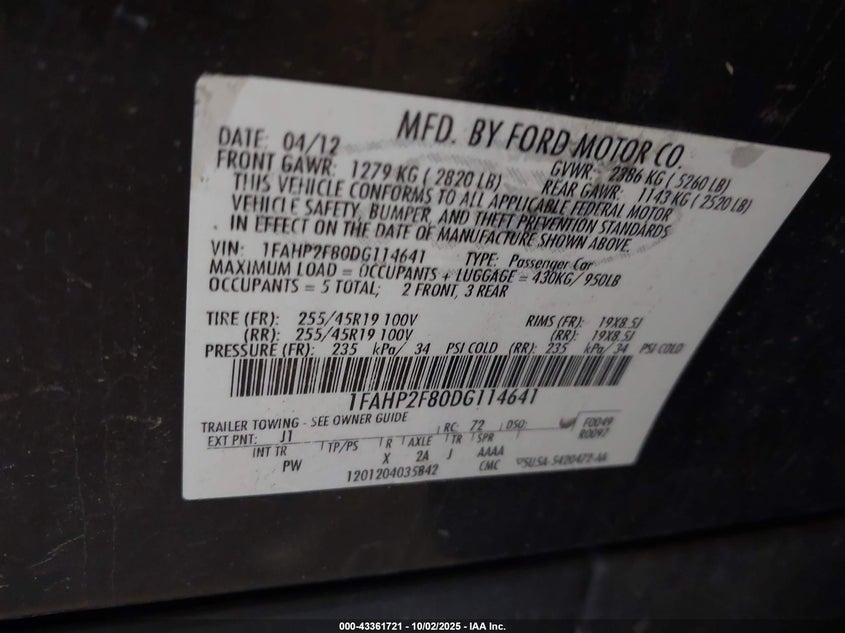 MFD. BY FORD MOTOR CO.
DATE: 04/12
GVWR: 2386 KG ( 5260 LB)
FRONT GAWR: 1279 KG ( 2820 LB)
REAR GAWR: 1143 KG ( 2520 LB)
THIS VEHICLE CONFORMS TO ALL APPLICABLE FEDERAL MOTOR
VEHICLE SAFETY, BUMPER, AND THEFT PREVENTION STANDARDS
IN EFFECT ON THE DATE OF MANUFACTURE SHOWN ABOVE.
VIN: 1FAHP2F80DG114641 TYPE: Passenger Car
MAXIMUM LOAD = OCCUPANTS + LUGGAGE = 430KG/ 950LB
OCCUPANTS = 5 TOTAL; 2 FRONT, 3 REAR
TIRE (FR): 255/45R19 100V RIMS (FR): 19X8.5J
(RR): 255/45R19 100V (RR): 19X8.5J
PRESSURE (FR): 235 kPa/ 34 PSI COLD (RR): 235 kPa/ 34 PSI COLD
1FAHP2F80DG114641
TRAILER TOWING - SEE OWNER GUIDE
EXT PNT: J1 RC: 72 DSO: F0049
R0097
INT TR TP/PS R AXLE TR SPR
PW X 2A J AAAA
1201204035842 CMC
000-43361721 - 10/02/2025 - IAA Inc.